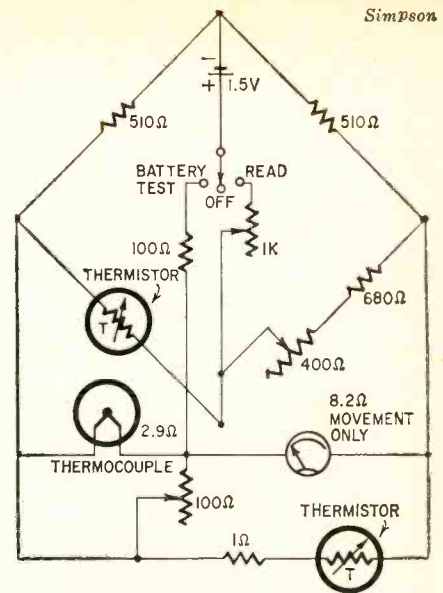 Simpson
−
+ 1.5V
510Ω 510Ω
BATTERY TEST
OFF
READ
100Ω
1K
THERMISTOR
T
680Ω
400Ω
2.9Ω
THERMOCOUPLE
8.2Ω
MOVEMENT
ONLY
100Ω
THERMISTOR
1Ω
T